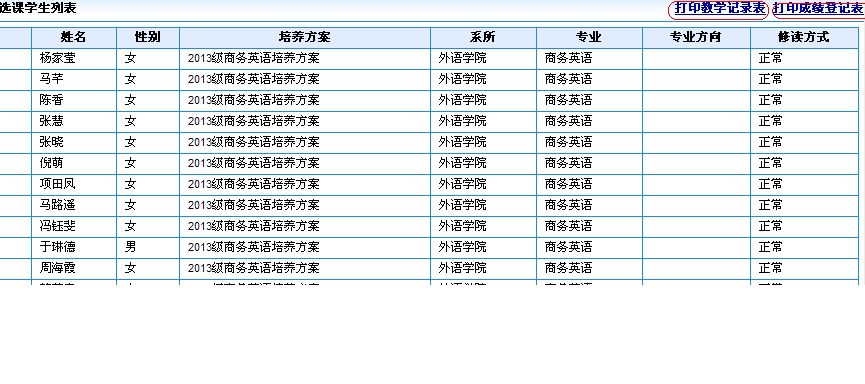 选课学生列表 打印教学记录表 打印成绩登记表
姓名 性别 培养方案 系所 专业 专业方向 修读方式
杨家莹 女 2013级商务英语培养方案 外语学院 商务英语 正常
马芊 女 2013级商务英语培养方案 外语学院 商务英语 正常
陈香 女 2013级商务英语培养方案 外语学院 商务英语 正常
张慧 女 2013级商务英语培养方案 外语学院 商务英语 正常
张晓 女 2013级商务英语培养方案 外语学院 商务英语 正常
倪萌 女 2013级商务英语培养方案 外语学院 商务英语 正常
项田凤 女 2013级商务英语培养方案 外语学院 商务英语 正常
马路遥 女 2013级商务英语培养方案 外语学院 商务英语 正常
冯钰斐 女 2013级商务英语培养方案 外语学院 商务英语 正常
于琳德 男 2013级商务英语培养方案 外语学院 商务英语 正常
周海霞 女 2013级商务英语培养方案 外语学院 商务英语 正常